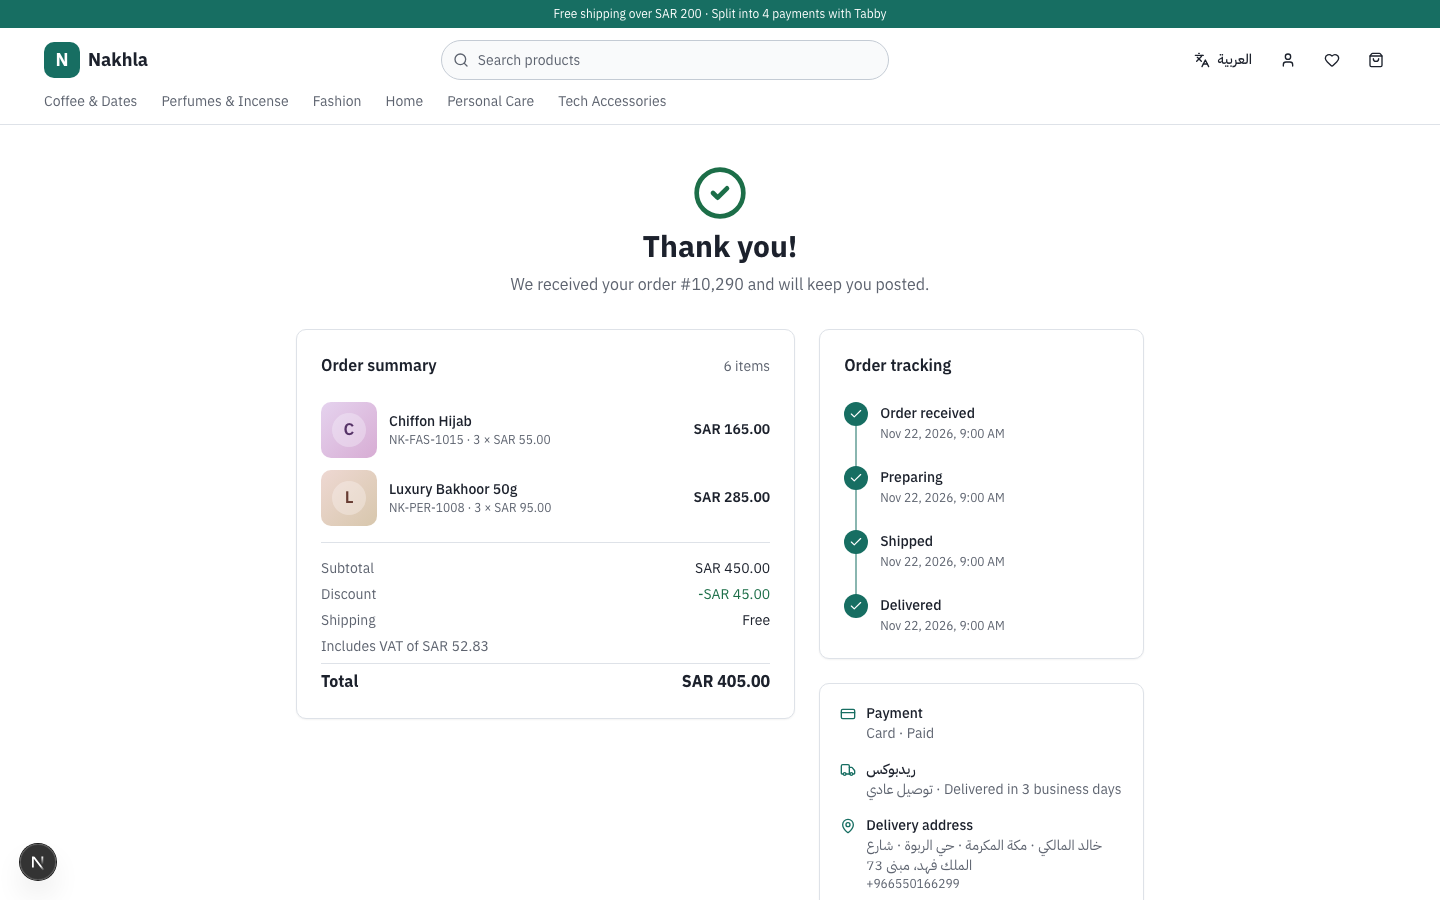 Free shipping over SAR 200 · Split into 4 payments with Tabby
N Nakhla
Search products
العربية
Coffee & Dates Perfumes & Incense Fashion Home Personal Care Tech Accessories
Thank you!
We received your order #10,290 and will keep you posted.
Order summary
6 items
C
Chiffon Hijab
NK-FAS-1015 · 3 × SAR 55.00
SAR 165.00
L
Luxury Bakhoor 50g
NK-PER-1008 · 3 × SAR 95.00
SAR 285.00
Subtotal SAR 450.00
Discount -SAR 45.00
Shipping Free
Includes VAT of SAR 52.83
Total SAR 405.00
Order tracking
Order received
Nov 22, 2026, 9:00 AM
Preparing
Nov 22, 2026, 9:00 AM
Shipped
Nov 22, 2026, 9:00 AM
Delivered
Nov 22, 2026, 9:00 AM
Payment
Card · Paid
ريدبوكس
توصيل عادي · Delivered in 3 business days
Delivery address
خالد المالكي · مكة المكرمة · حي الربوة · شارع
الملك فهد، مبنى 73
+966550166299
N